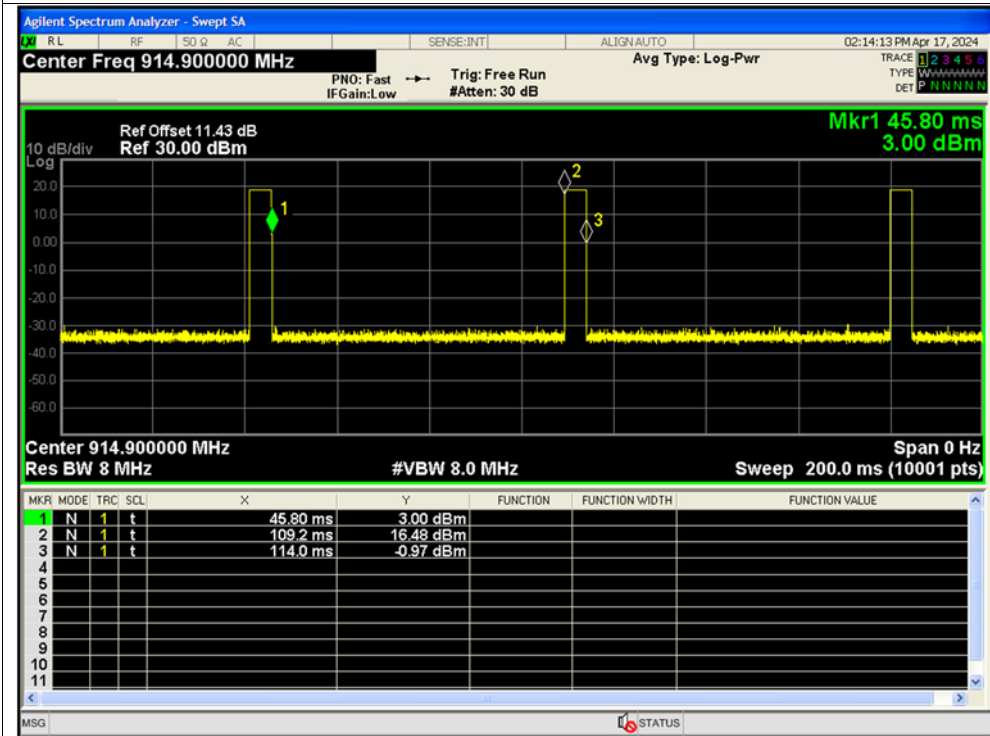 Agilent Spectrum Analyzer - Swept SA
LXI RL RF 50 Ω AC SENSE:INT ALIGN AUTO 02:14:13 PM Apr 17, 2024
Center Freq 914.900000 MHz
PNO: Fast
IFGain:Low
Trig: Free Run
#Atten: 30 dB
Avg Type: Log-Pwr
TRACE 1 2 3 4 5 6
TYPE W
DET P N N N N N
Mkr1 45.80 ms
3.00 dBm
Ref Offset 11.43 dB
10 dB/div Ref 30.00 dBm
Log
20.0
10.0
0.00
-10.0
-20.0
-30.0
-40.0
-50.0
-60.0
1
2
3
Center 914.900000 MHz Span 0 Hz
Res BW 8 MHz #VBW 8.0 MHz Sweep 200.0 ms (10001 pts)
MKR MODE TRC SCL X Y FUNCTION FUNCTION WIDTH FUNCTION VALUE
1 N 1 t 45.80 ms 3.00 dBm
2 N 1 t 109.2 ms 16.48 dBm
3 N 1 t 114.0 ms -0.97 dBm
4
5
6
7
8
9
10
11
MSG STATUS